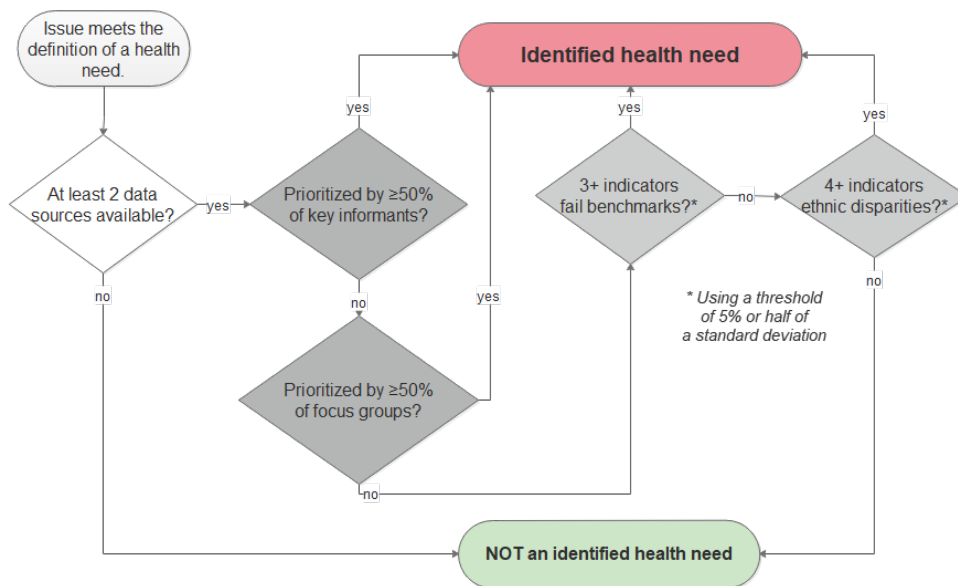 Issue meets the
definition of a health
need.
Identified health need
yes
yes
yes
At least 2 data
sources available?
yes
Prioritized by ≥50%
of key informants?
3+ indicators
fail benchmarks?*
no
4+ indicators
ethnic disparities?*
no
no
yes
* Using a threshold
of 5% or half of
a standard deviation
no
Prioritized by ≥50%
of focus groups?
no
NOT an identified health need